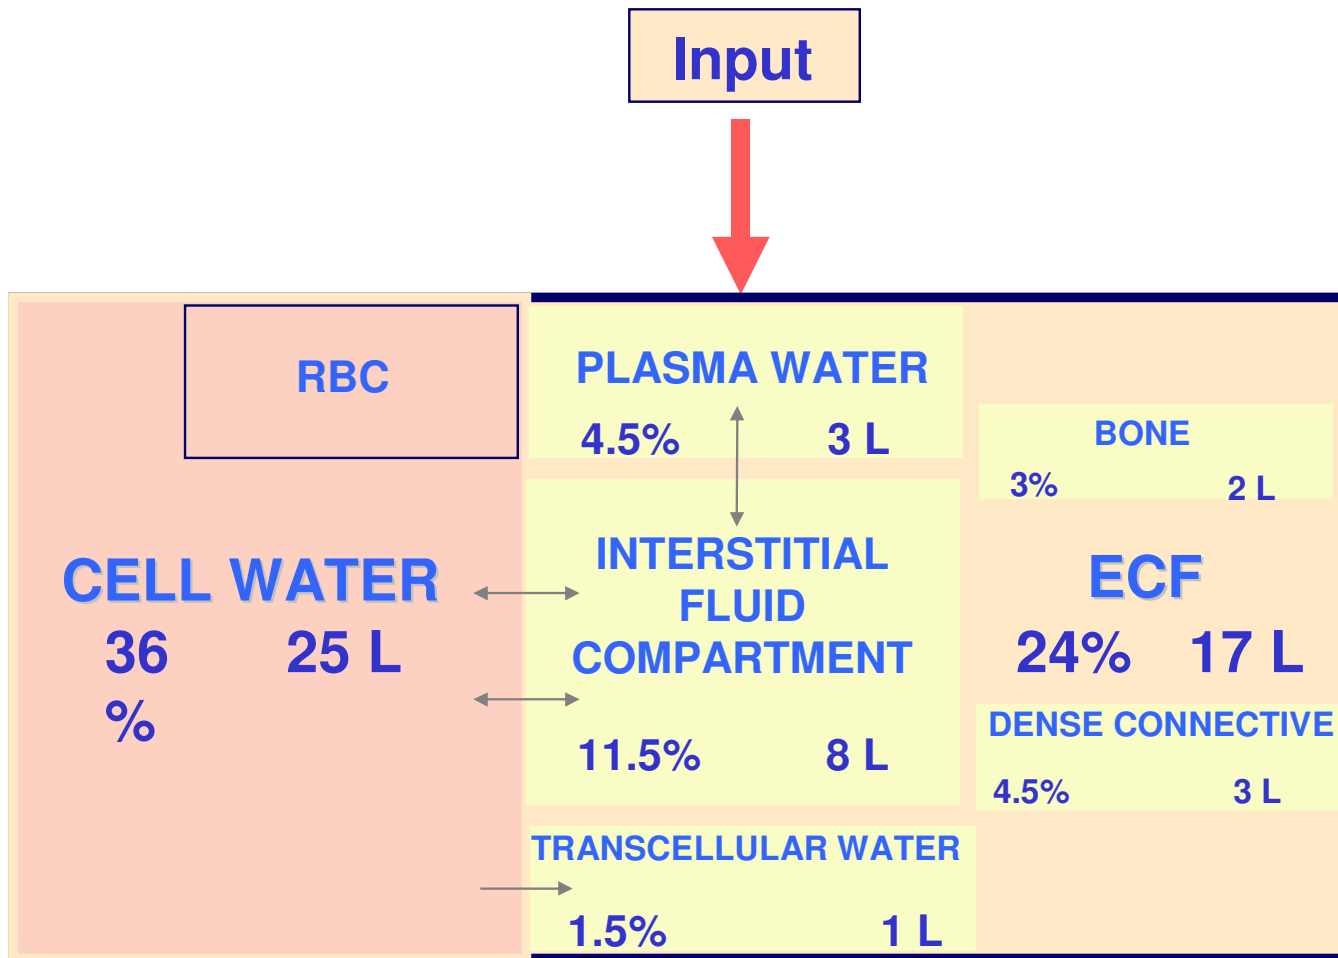 Input
RBC
CELL WATER
36 25 L
%
PLASMA WATER
4.5% 3 L
INTERSTITIAL
FLUID
COMPARTMENT
11.5% 8 L
TRANSCELLULAR WATER
1.5% 1 L
BONE
3% 2 L
ECF
24% 17 L
DENSE CONNECTIVE
4.5% 3 L